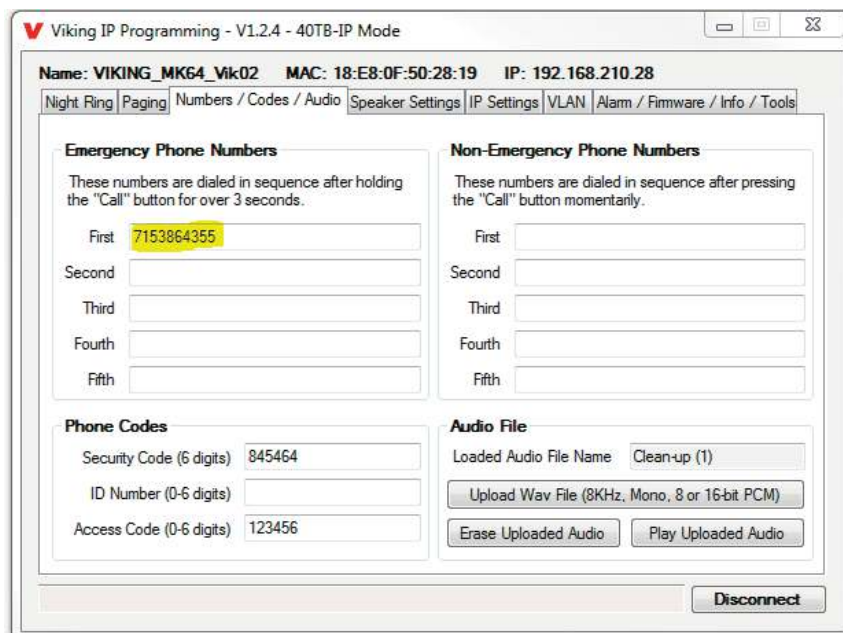 Viking IP Programming - V1.2.4 - 40TB-IP Mode
Name: VIKING_MK64_Vik02 MAC: 18:E8:0F:50:28:19 IP: 192.168.210.28
Night Ring Paging Numbers / Codes / Audio Speaker Settings IP Settings VLAN Alarm / Firmware / Info / Tools
Emergency Phone Numbers
These numbers are dialed in sequence after holding
the "Call" button for over 3 seconds.
First 7153864355
Second
Third
Fourth
Fifth
Non-Emergency Phone Numbers
These numbers are dialed in sequence after pressing
the "Call" button momentarily.
First
Second
Third
Fourth
Fifth
Phone Codes
Security Code (6 digits) 845464
ID Number (0-6 digits)
Access Code (0-6 digits) 123456
Audio File
Loaded Audio File Name Clean-up (1)
Upload Wav File (8KHz, Mono, 8 or 16-bit PCM)
Erase Uploaded Audio Play Uploaded Audio
Disconnect